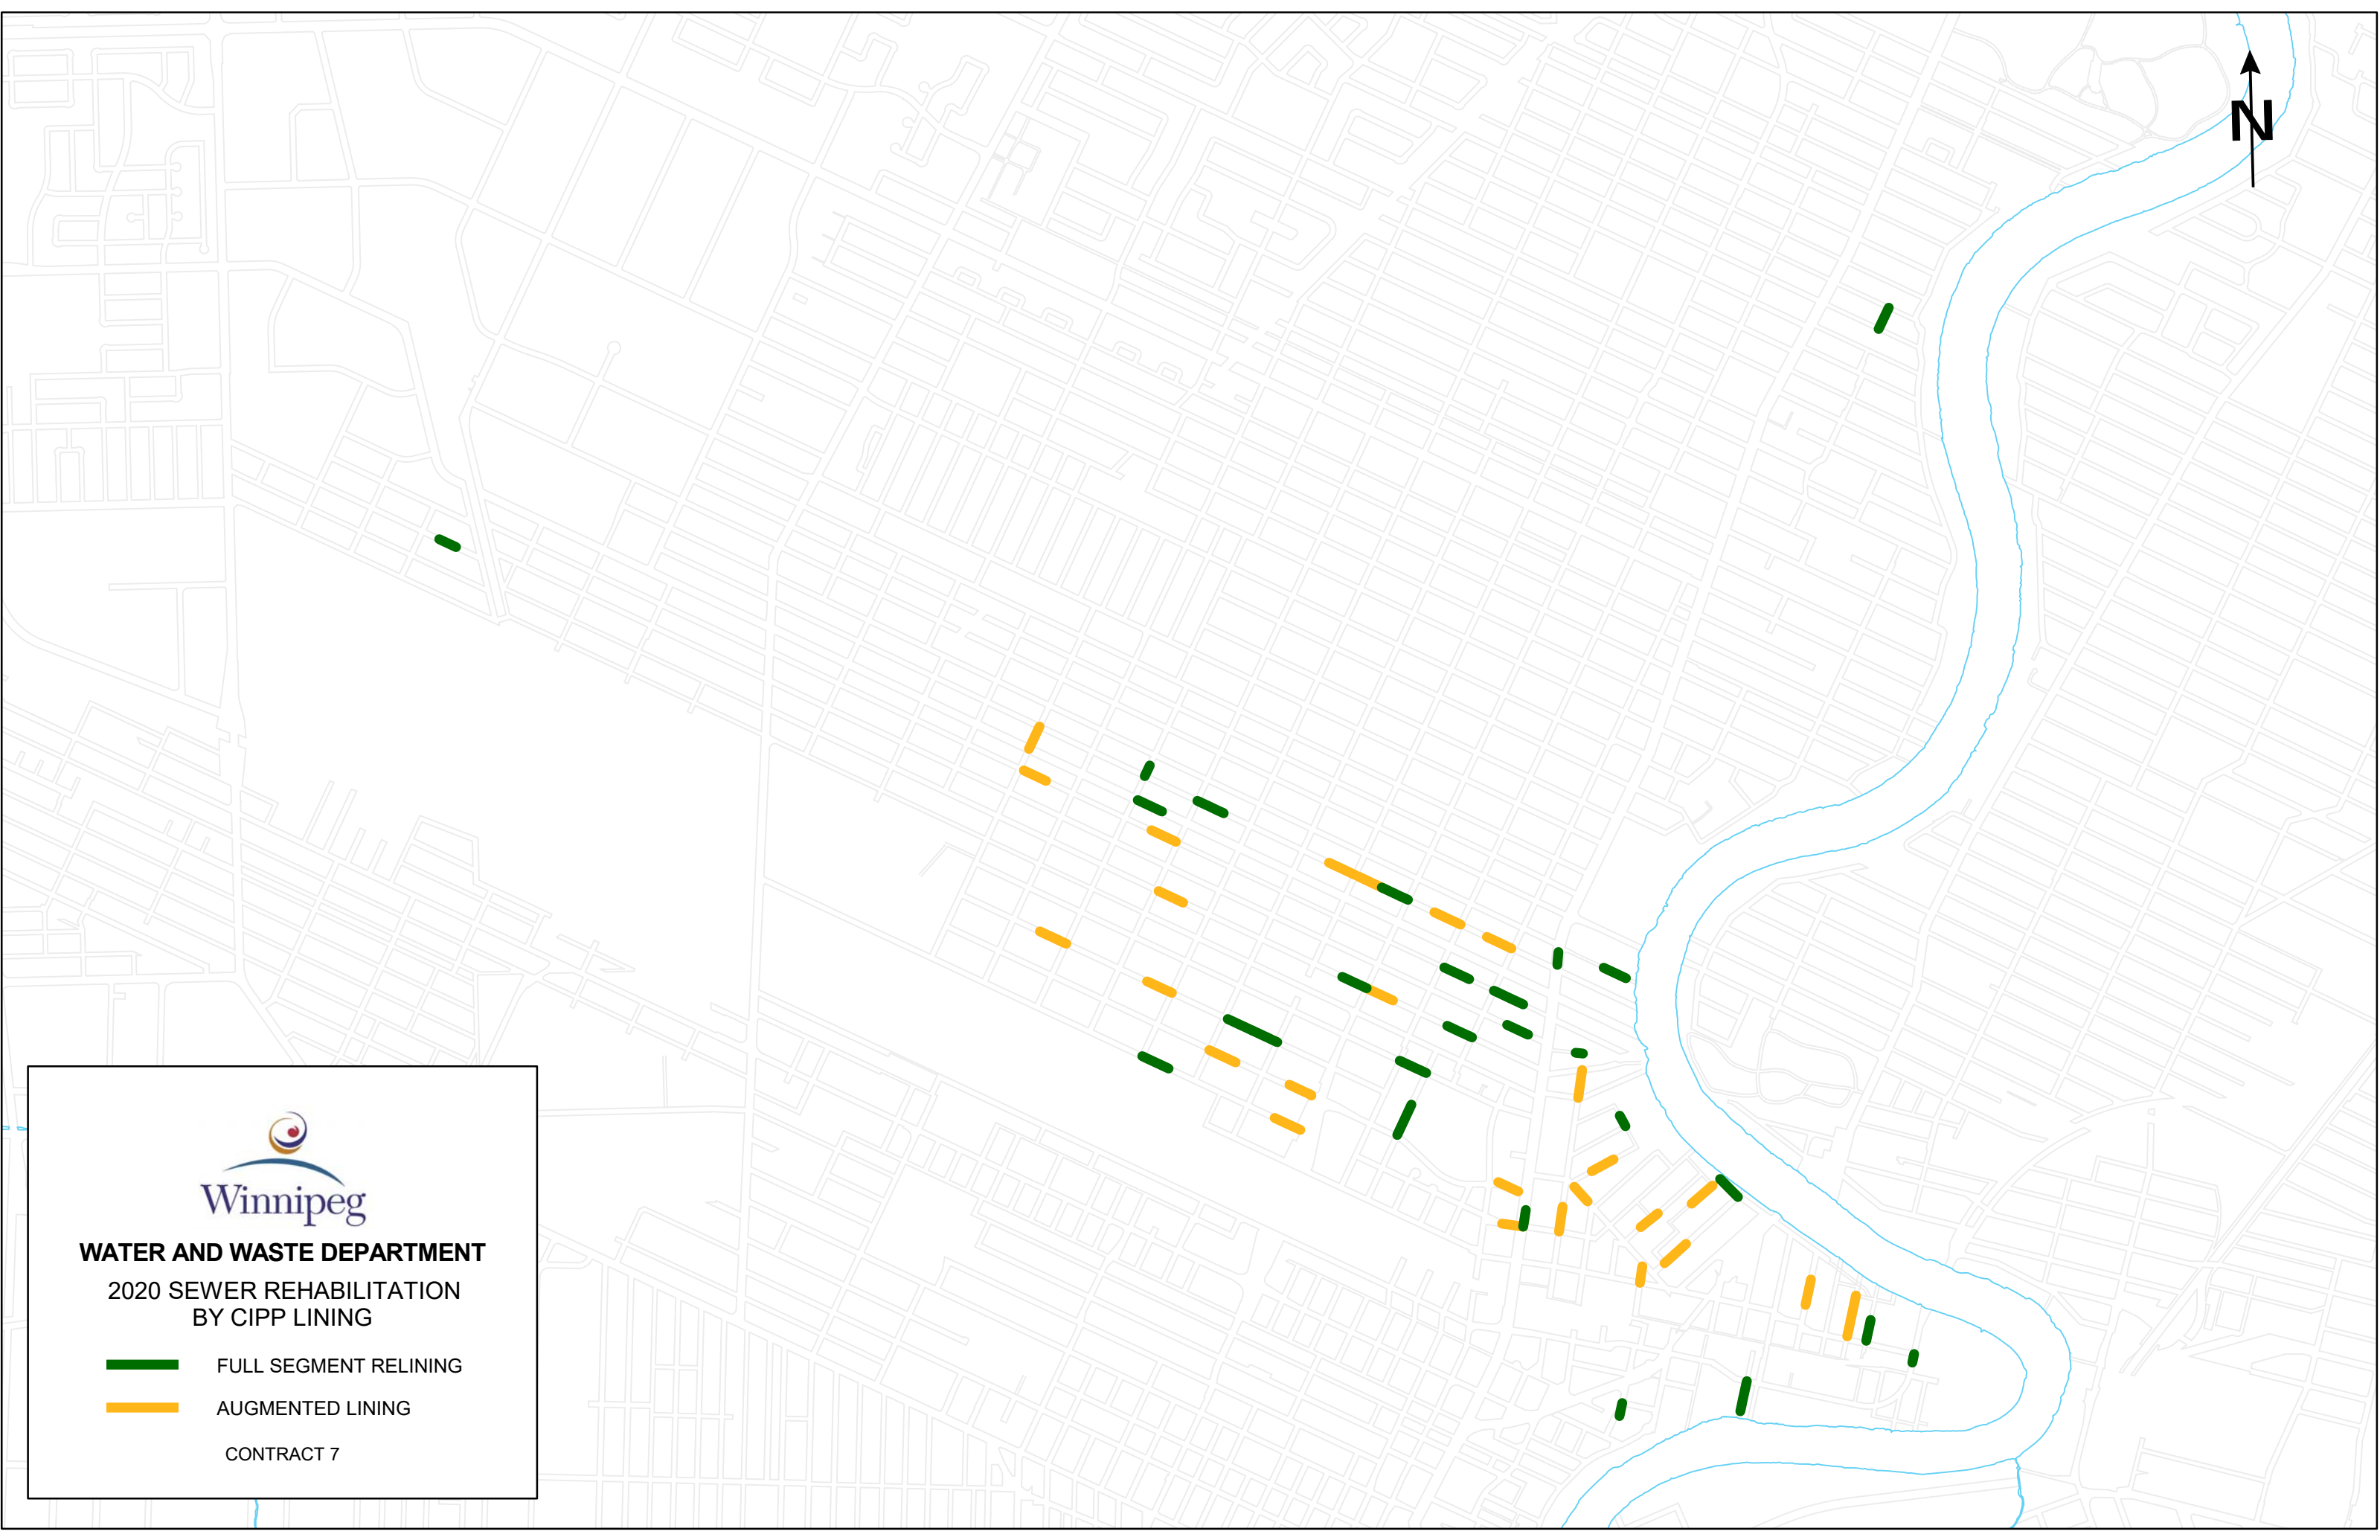 N
Winnipeg
WATER AND WASTE DEPARTMENT
2020 SEWER REHABILITATION
BY CIPP LINING
FULL SEGMENT RELINING
AUGMENTED LINING
CONTRACT 7